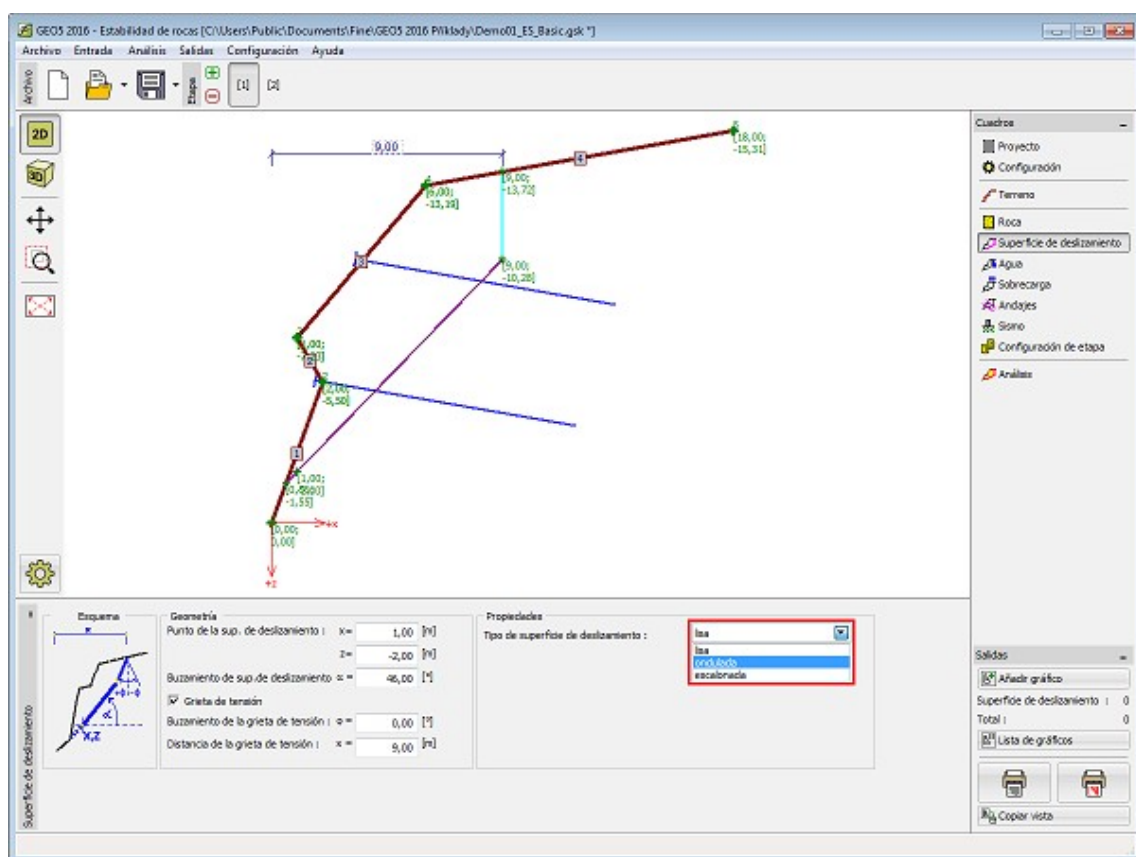 GEO5 2016 - Estabilidad de rocas [C:\Users\Public\Documents\Fine\GEO5 2016 Příklady\Demo01_ES_Basic.gsk *]
Archivo Entrada Análisis Salidas Configuración Ayuda
Archivo
Etapa
[1] [2]
2D
3D
9,00
4
[18,00;
-15,31]
[6,00;
-13,19]
[9,00;
-13,72]
3
[9,00;
-10,28]
2
[2,00;
-5,50]
1
[1,00;
-1,55]
[0,00;
0,00]
+x
+z
Cuadros
Proyecto
Configuración
Terreno
Roca
Superficie de deslizamiento
Agua
Sobrecarga
Anclajes
Sismo
Configuración de etapa
Análisis
Superficie de deslizamiento
Esquema
x
α
+φ -φ
X,Z
Geometría
Punto de la sup. de deslizamiento : x= 1,00 [m]
z= -2,00 [m]
Buzamiento de sup.de deslizamiento α = 46,00 [°]
Grieta de tensión
Buzamiento de la grieta de tensión : φ = 0,00 [°]
Distancia de la grieta de tensión : x = 9,00 [m]
Propiedades
Tipo de superficie de deslizamiento : lisa
lisa
ondulada
escalonada
Salidas
Añadir gráfico
Superficie de deslizamiento : 0
Total : 0
Lista de gráficos
Copiar vista